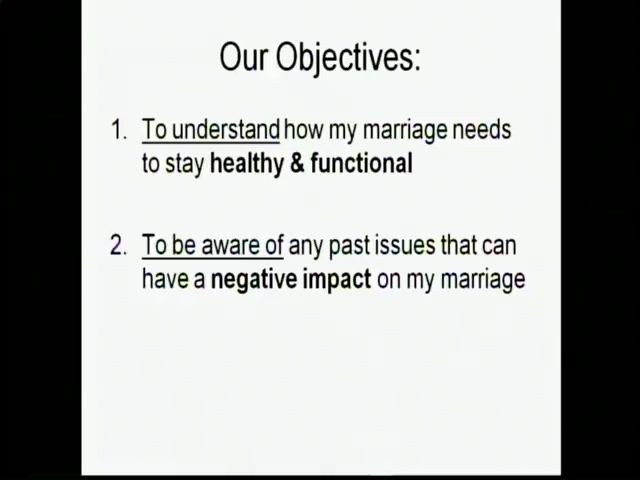 Our Objectives:
1. To understand how my marriage needs
to stay healthy & functional
2. To be aware of any past issues that can
have a negative impact on my marriage